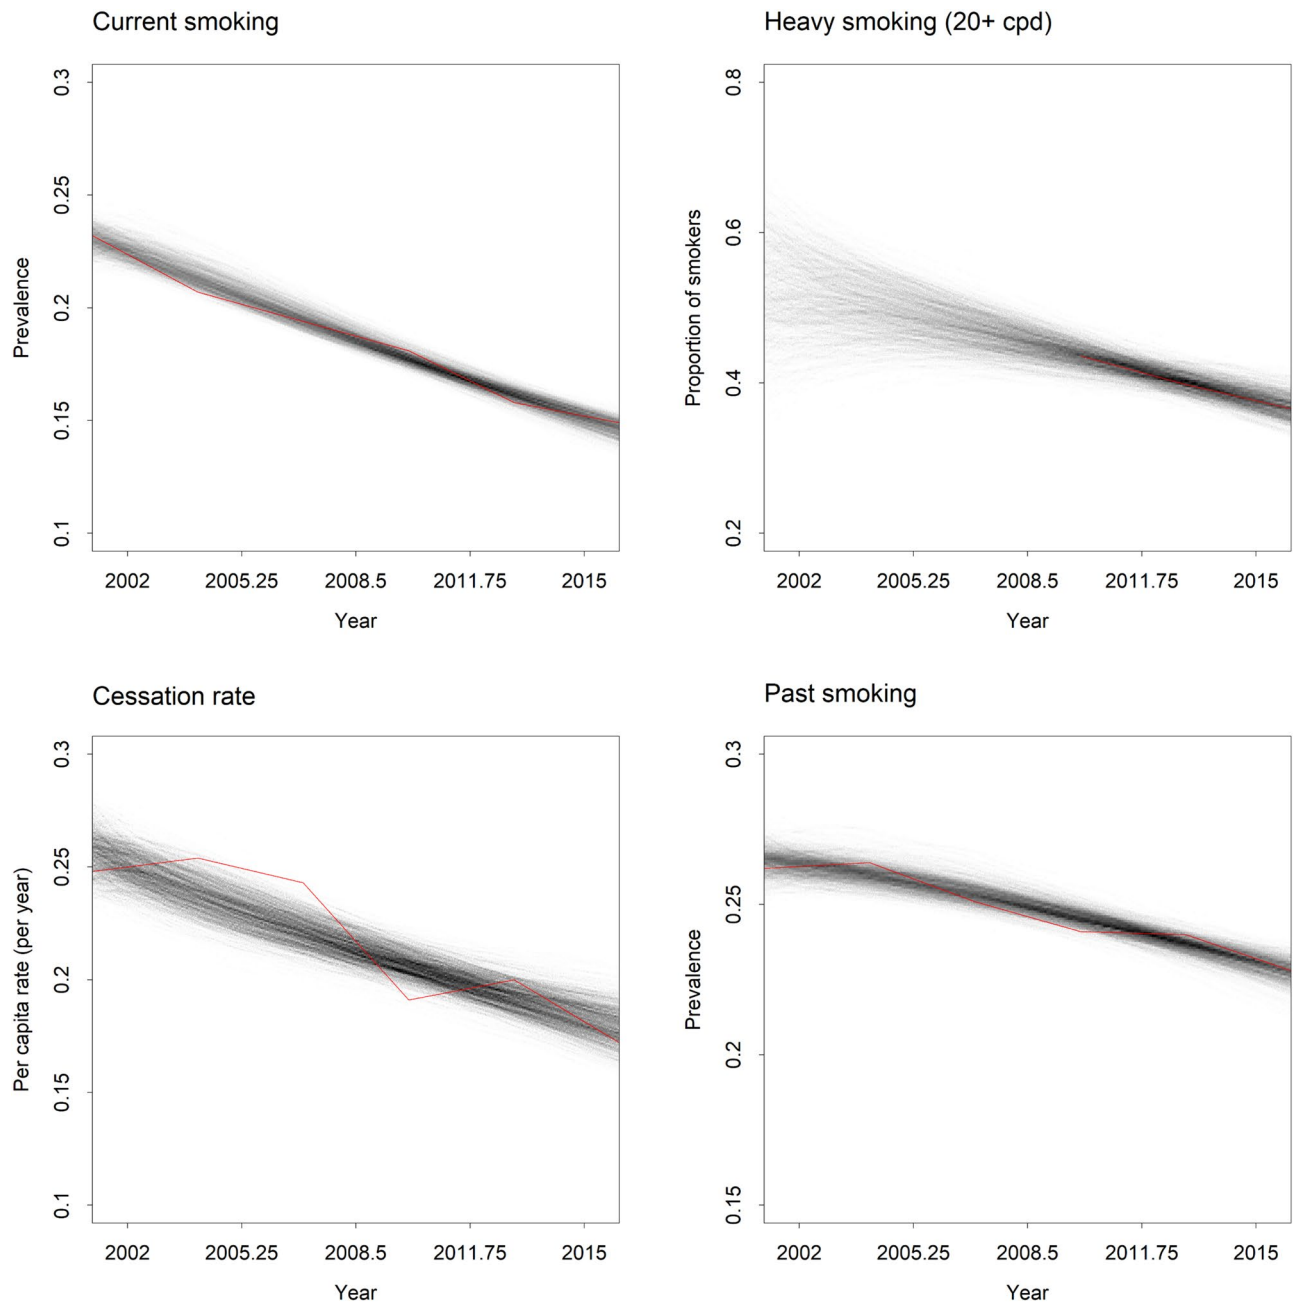 Current smoking
Prevalence
0.3
0.25
0.2
0.15
0.1
2002 2005.25 2008.5 2011.75 2015
Year
Heavy smoking (20+ cpd)
Proportion of smokers
0.8
0.6
0.4
0.2
2002 2005.25 2008.5 2011.75 2015
Year
Cessation rate
Per capita rate (per year)
0.3
0.25
0.2
0.15
0.1
2002 2005.25 2008.5 2011.75 2015
Year
Past smoking
Prevalence
0.3
0.25
0.2
0.15
2002 2005.25 2008.5 2011.75 2015
Year